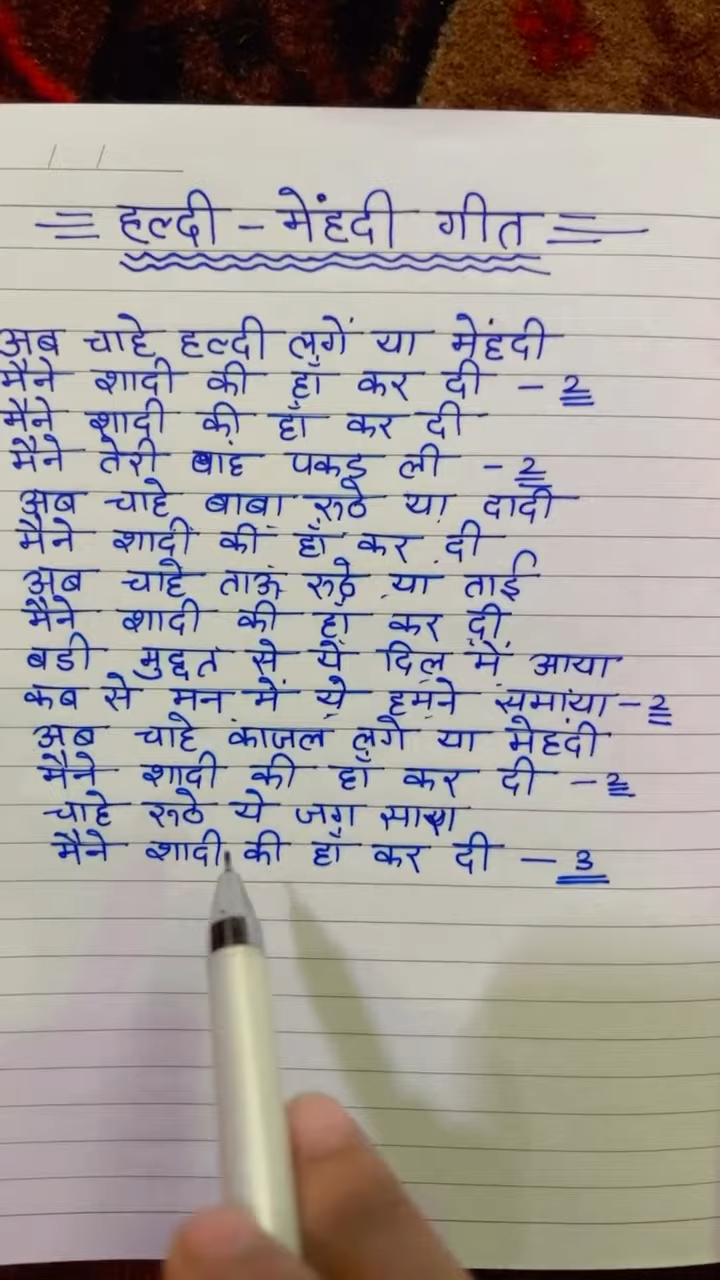 हल्दी - मेंहदी गीत
अब चाहे हल्दी लगें या मेहंदी
मैंने शादी की हाँ कर दी - 2
मैंने शादी की हाँ कर दी
मैंने तेरी बांह पकड़ ली - 2
अब चाहे बाबा रुठे या दादी
मैंने शादी की हाँ कर दी
अब चाहे ताऊ रुठे या ताई
मैंने शादी की हाँ कर दी
बडी मुद्दत से ये दिल में आया
कब से मन में ये हमने समाया - 2
अब चाहे काजल लगे या मेहदी
मैंने शादी की हाँ कर दी - 2
चाहे रुठे ये जग सारा
मैंने शादी की हाँ कर दी - 3